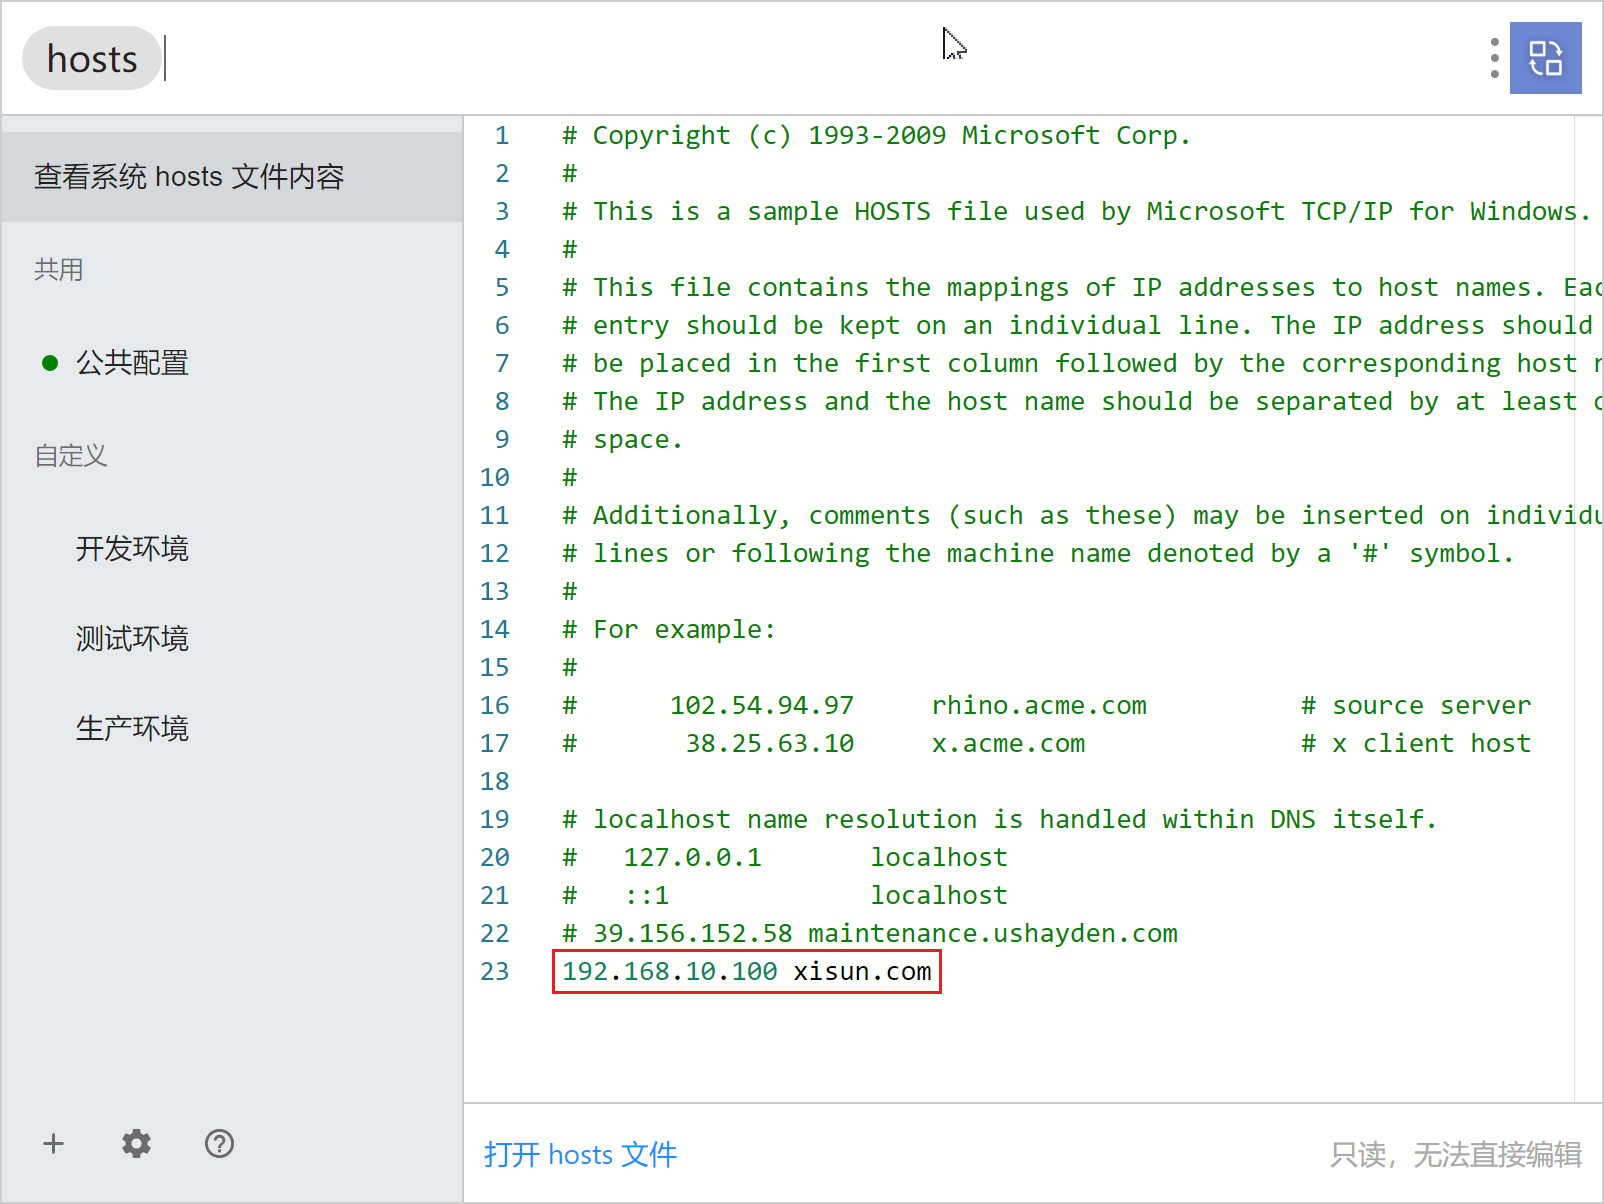 hosts
查看系统 hosts 文件内容
共用
公共配置
自定义
开发环境
测试环境
生产环境
1 # Copyright (c) 1993-2009 Microsoft Corp.
2 #
3 # This is a sample HOSTS file used by Microsoft TCP/IP for Windows.
4 #
5 # This file contains the mappings of IP addresses to host names.
6 # entry should be kept on an individual line. The IP address should
7 # be placed in the first column followed by the corresponding host
8 # The IP address and the host name should be separated by at least
9 # space.
10 #
11 # Additionally, comments (such as these) may be inserted on
12 # lines or following the machine name denoted by a '#' symbol.
13 #
14 # For example:
15 #
16 #      102.54.94.97     rhino.acme.com          # source server
17 #       38.25.63.10     x.acme.com              # x client host
18
19 # localhost name resolution is handled within DNS itself.
20 #   127.0.0.1       localhost
21 #   ::1             localhost
22 # 39.156.152.58 maintenance.ushayden.com
23 192.168.10.100 xisun.com
打开 hosts 文件
只读，无法直接编辑